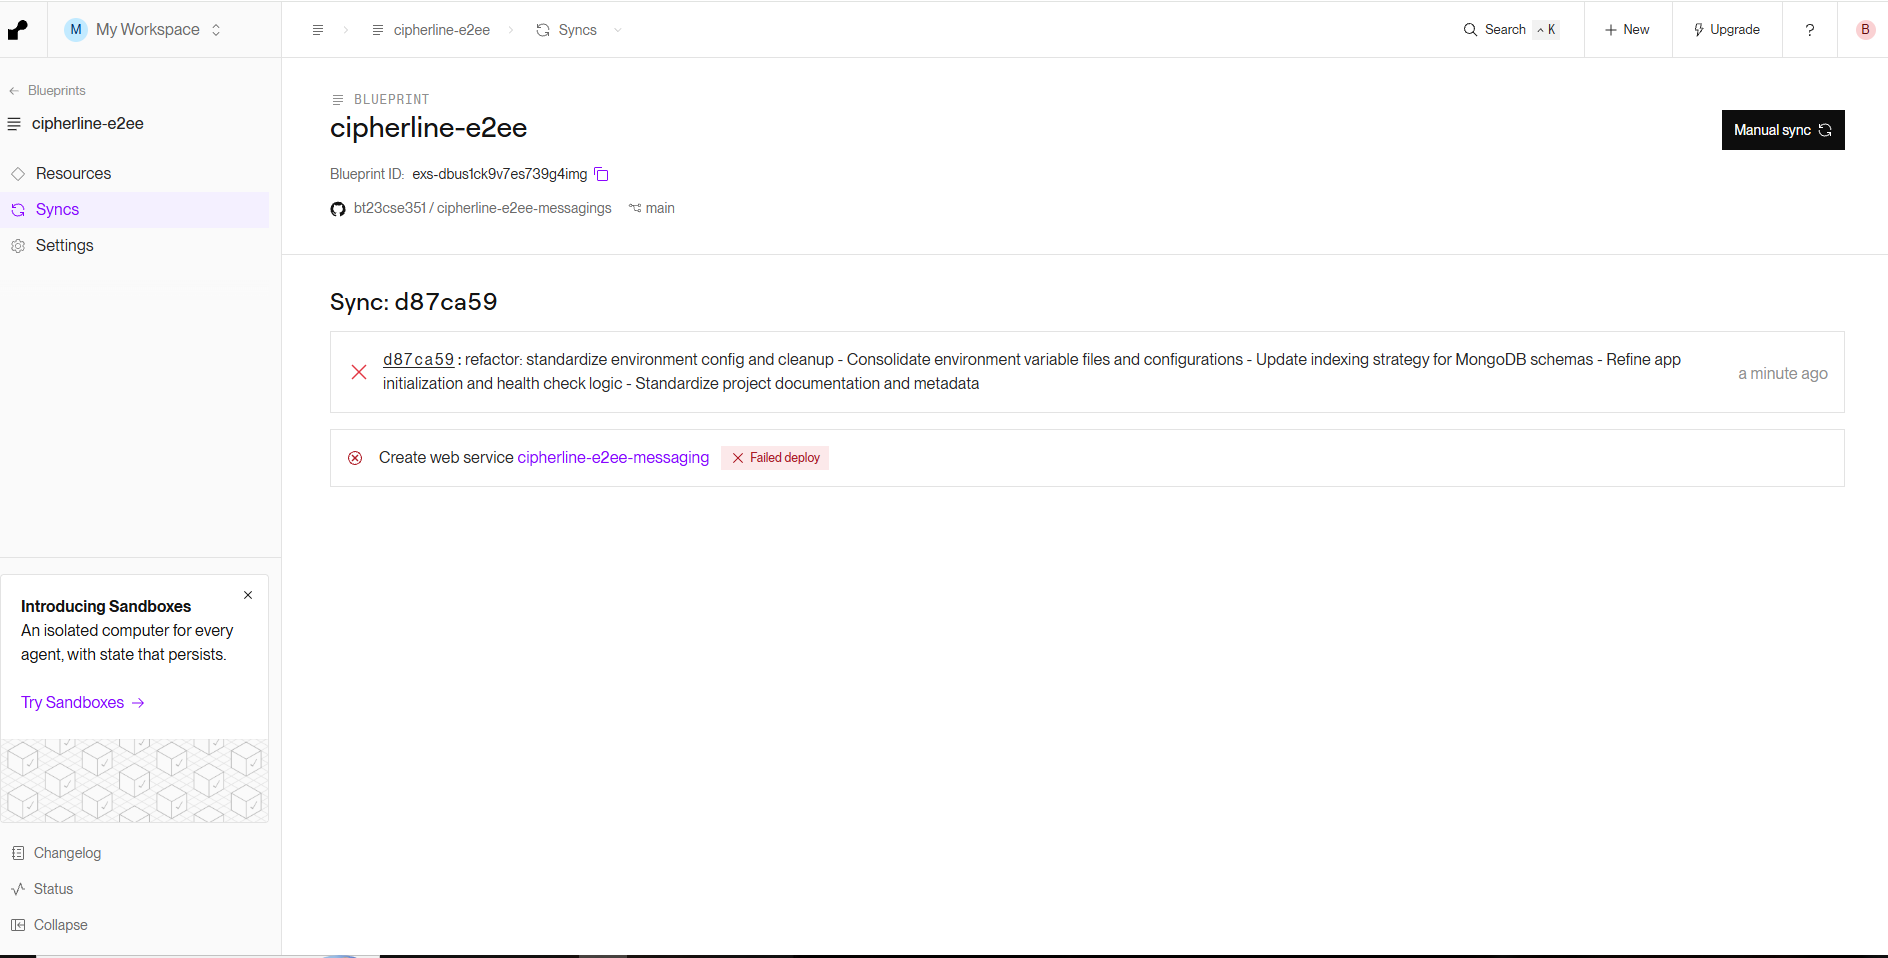 M My Workspace
cipherline-e2ee
Syncs
Search ^ K
+ New
Upgrade
?
B
Blueprints
cipherline-e2ee
Resources
Syncs
Settings
BLUEPRINT
cipherline-e2ee
Manual sync
Blueprint ID: exs-dbus1ck9v7es739g4img
bt23cse351 / cipherline-e2ee-messagings main
Sync: d87ca59
d87ca59: refactor: standardize environment config and cleanup - Consolidate environment variable files and configurations - Update indexing strategy for MongoDB schemas - Refine app
initialization and health check logic - Standardize project documentation and metadata
a minute ago
Create web service cipherline-e2ee-messaging Failed deploy
Introducing Sandboxes
An isolated computer for every
agent, with state that persists.
Try Sandboxes →
Changelog
Status
Collapse